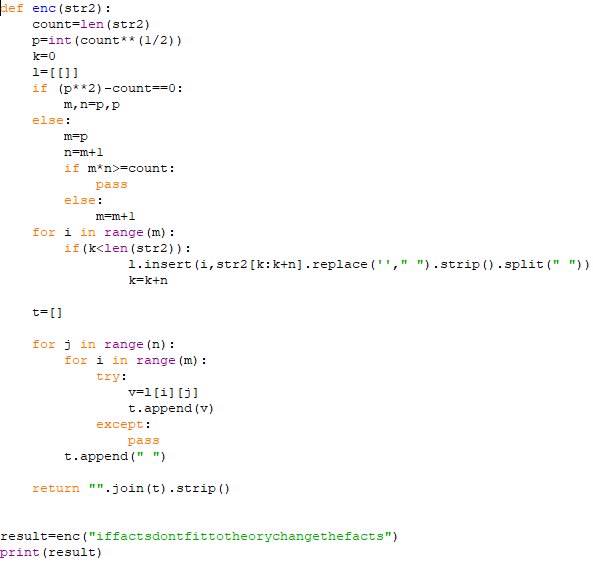 def enc(str2):
    count=len(str2)
    p=int(count**(1/2))
    k=0
    l=[[]]
    if (p**2)-count==0:
        m,n=p,p
    else:
        m=p
        n=m+1
        if m*n>=count:
            pass
        else:
            m=m+1
    for i in range(m):
        if(k<len(str2)):
                l.insert(i,str2[k:k+n].replace(''," ").strip().split(" "))
                k=k+n
    t=[]
    for j in range(n):
        for i in range(m):
            try:
                v=l[i][j]
                t.append(v)
            except:
                pass
        t.append(" ")
    return "".join(t).strip()
result=enc("iffactsdontfittotheorychangethefacts")
print(result)